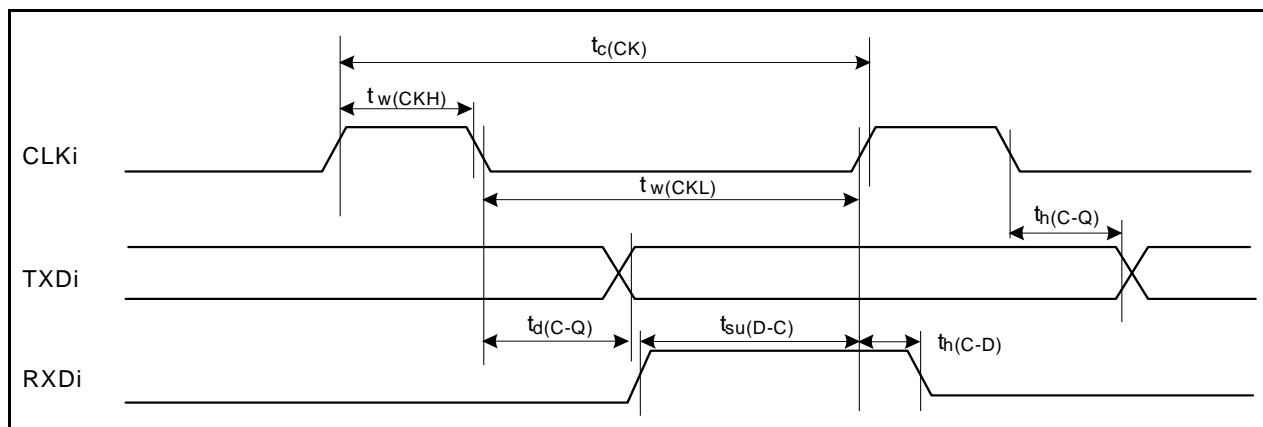 tc(CK)
tw(CKH)
CLKi
tw(CKL)
th(C-Q)
TXDi
td(C-Q)
tsu(D-C)
th(C-D)
RXDi